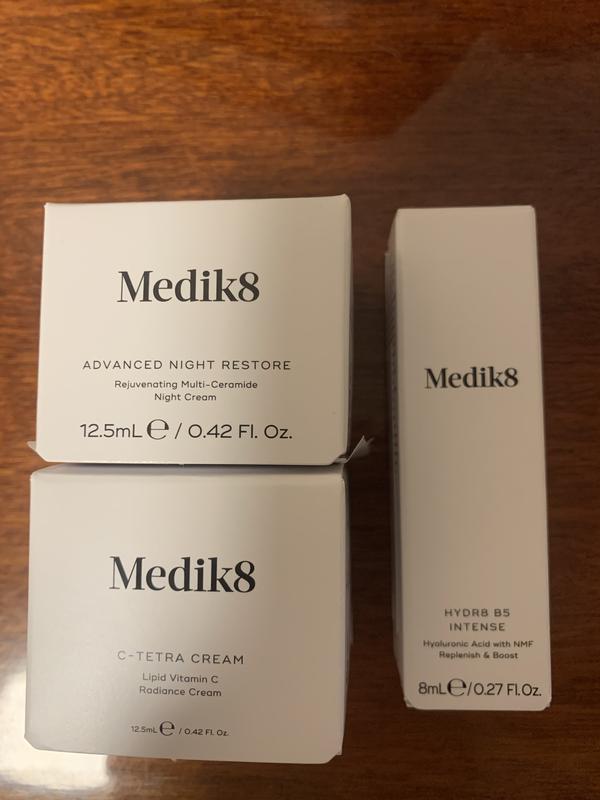 Medik8
ADVANCED NIGHT RESTORE
Rejuvenating Multi-Ceramide
Night Cream
12.5mL ℮ / 0.42 Fl. Oz.
Medik8
C-TETRA CREAM
Lipid Vitamin C
Radiance Cream
12.5mL ℮ / 0.42 Fl. Oz.
Medik8
HYDR8 B5
INTENSE
Hyaluronic Acid with NMF
Replenish & Boost
8mL℮/0.27 Fl.Oz.